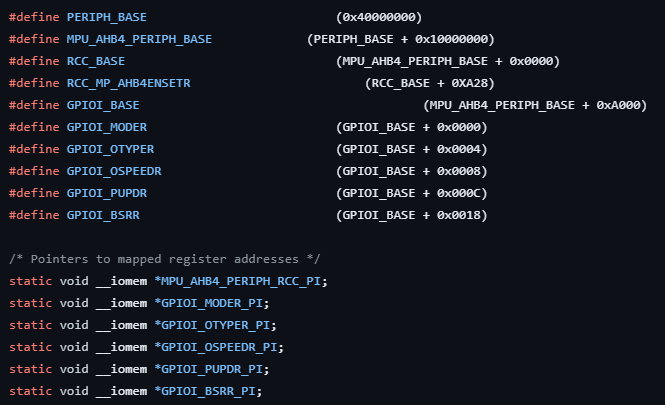 #define PERIPH_BASE (0x40000000)
#define MPU_AHB4_PERIPH_BASE (PERIPH_BASE + 0x10000000)
#define RCC_BASE (MPU_AHB4_PERIPH_BASE + 0x0000)
#define RCC_MP_AHB4ENSETR (RCC_BASE + 0XA28)
#define GPIOI_BASE (MPU_AHB4_PERIPH_BASE + 0xA000)
#define GPIOI_MODER (GPIOI_BASE + 0x0000)
#define GPIOI_OTYPER (GPIOI_BASE + 0x0004)
#define GPIOI_OSPEEDR (GPIOI_BASE + 0x0008)
#define GPIOI_PUPDR (GPIOI_BASE + 0x000C)
#define GPIOI_BSRR (GPIOI_BASE + 0x0018)
/* Pointers to mapped register addresses */
static void __iomem *MPU_AHB4_PERIPH_RCC_PI;
static void __iomem *GPIOI_MODER_PI;
static void __iomem *GPIOI_OTYPER_PI;
static void __iomem *GPIOI_OSPEEDR_PI;
static void __iomem *GPIOI_PUPDR_PI;
static void __iomem *GPIOI_BSRR_PI;